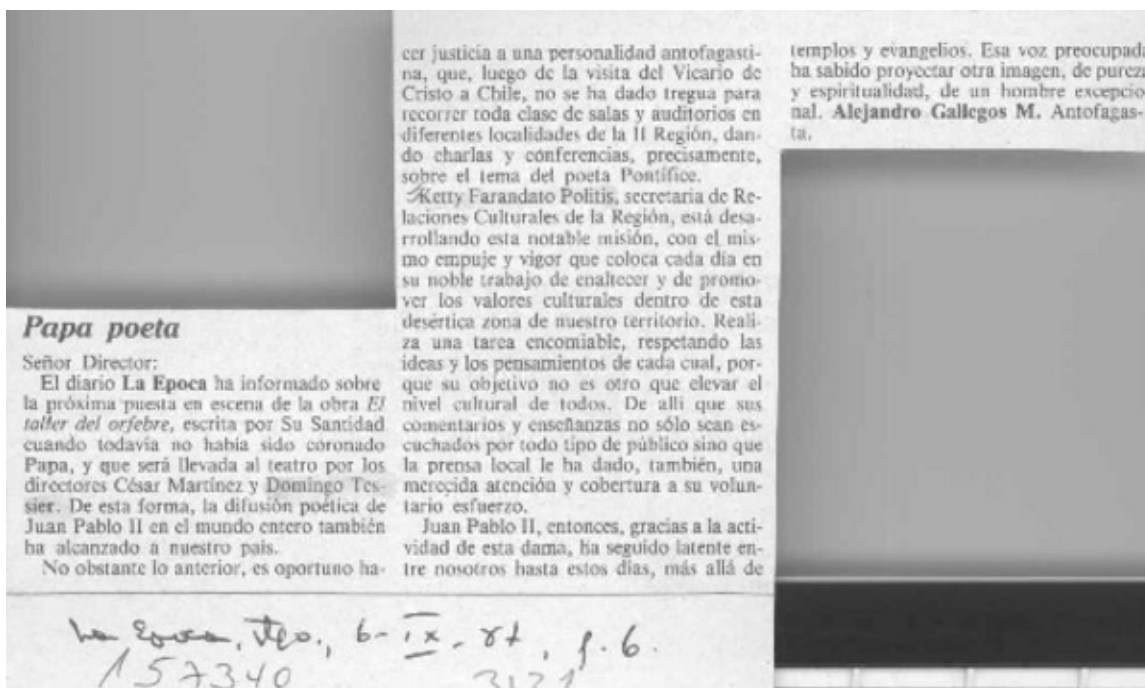 Papa poeta
Señor Director:
El diario La Epoca ha informado sobre
la próxima puesta en escena de la obra El
taller del orfebre, escrita por Su Santidad
cuando todavía no había sido coronado
Papa, y que será llevada al teatro por los
directores César Martínez y Domingo Tes-
sier. De esta forma, la difusión poética de
Juan Pablo II en el mundo entero también
ha alcanzado a nuestro país.
No obstante lo anterior, es oportuno ha-
cer justicia a una personalidad antofagasti-
na, que, luego de la visita del Vicario de
Cristo a Chile, no se ha dado tregua para
recorrer toda clase de salas y auditorios en
diferentes localidades de la II Región, dan-
do charlas y conferencias, precisamente,
sobre el tema del poeta Pontífice.
Ketty Farandato Politis, secretaria de Re-
laciones Culturales de la Región, está desa-
rrollando esta notable misión, con el mis-
mo empuje y vigor que coloca cada día en
su noble trabajo de enaltecer y de promo-
ver los valores culturales dentro de esta
desértica zona de nuestro territorio. Reali-
za una tarea encomiable, respetando las
ideas y los pensamientos de cada cual, por-
que su objetivo no es otro que elevar el
nivel cultural de todos. De allí que sus
comentarios y enseñanzas no sólo sean es-
cuchados por todo tipo de público sino que
la prensa local le ha dado, también, una
merecida atención y cobertura a su volun-
tario esfuerzo.
Juan Pablo II, entonces, gracias a la acti-
vidad de esta dama, ha seguido latente en-
tre nosotros hasta estos días, más allá de
templos y evangelios. Esa voz preocupada
ha sabido proyectar otra imagen, de pureza
y espiritualidad, de un hombre excepcio-
nal. Alejandro Gallegos M. Antofagas-
ta.
La Epoca, Stgo., 6-IX-87, p. 6.
157340